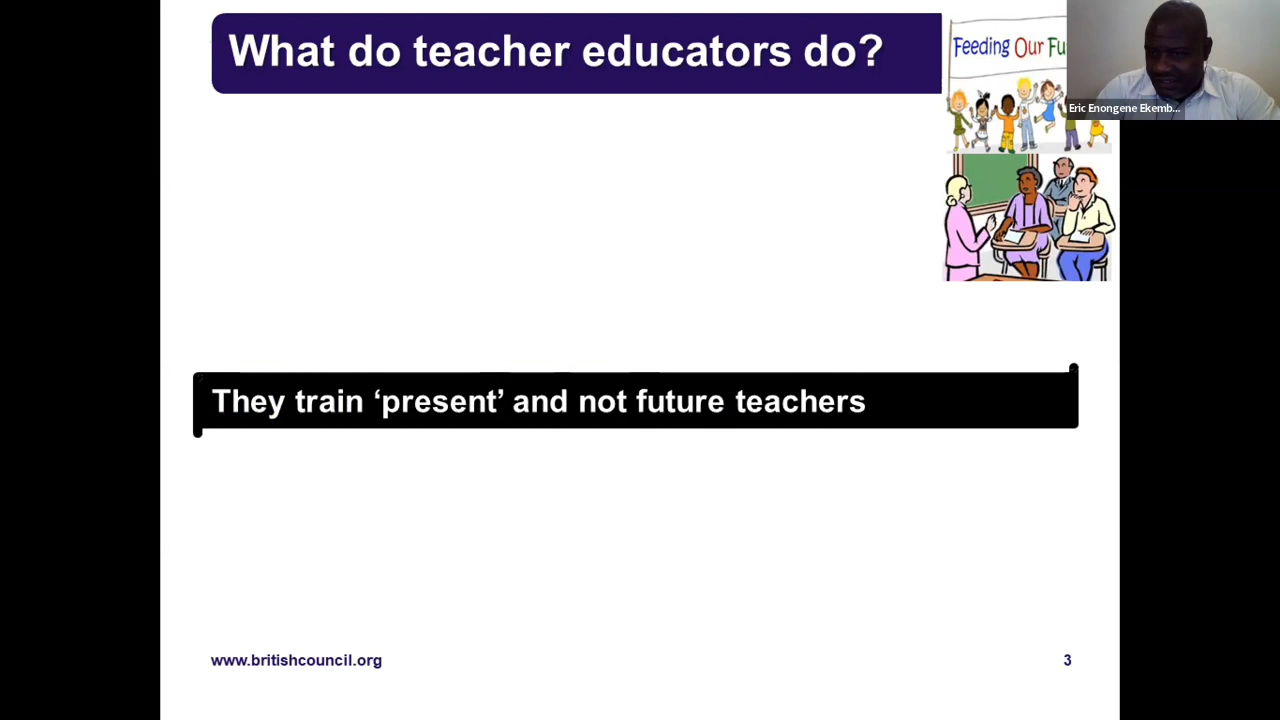 What do teacher educators do?
Feeding Our Fu
Eric Enongene Ekemb...
They train ‘present’ and not future teachers
www.britishcouncil.org
3